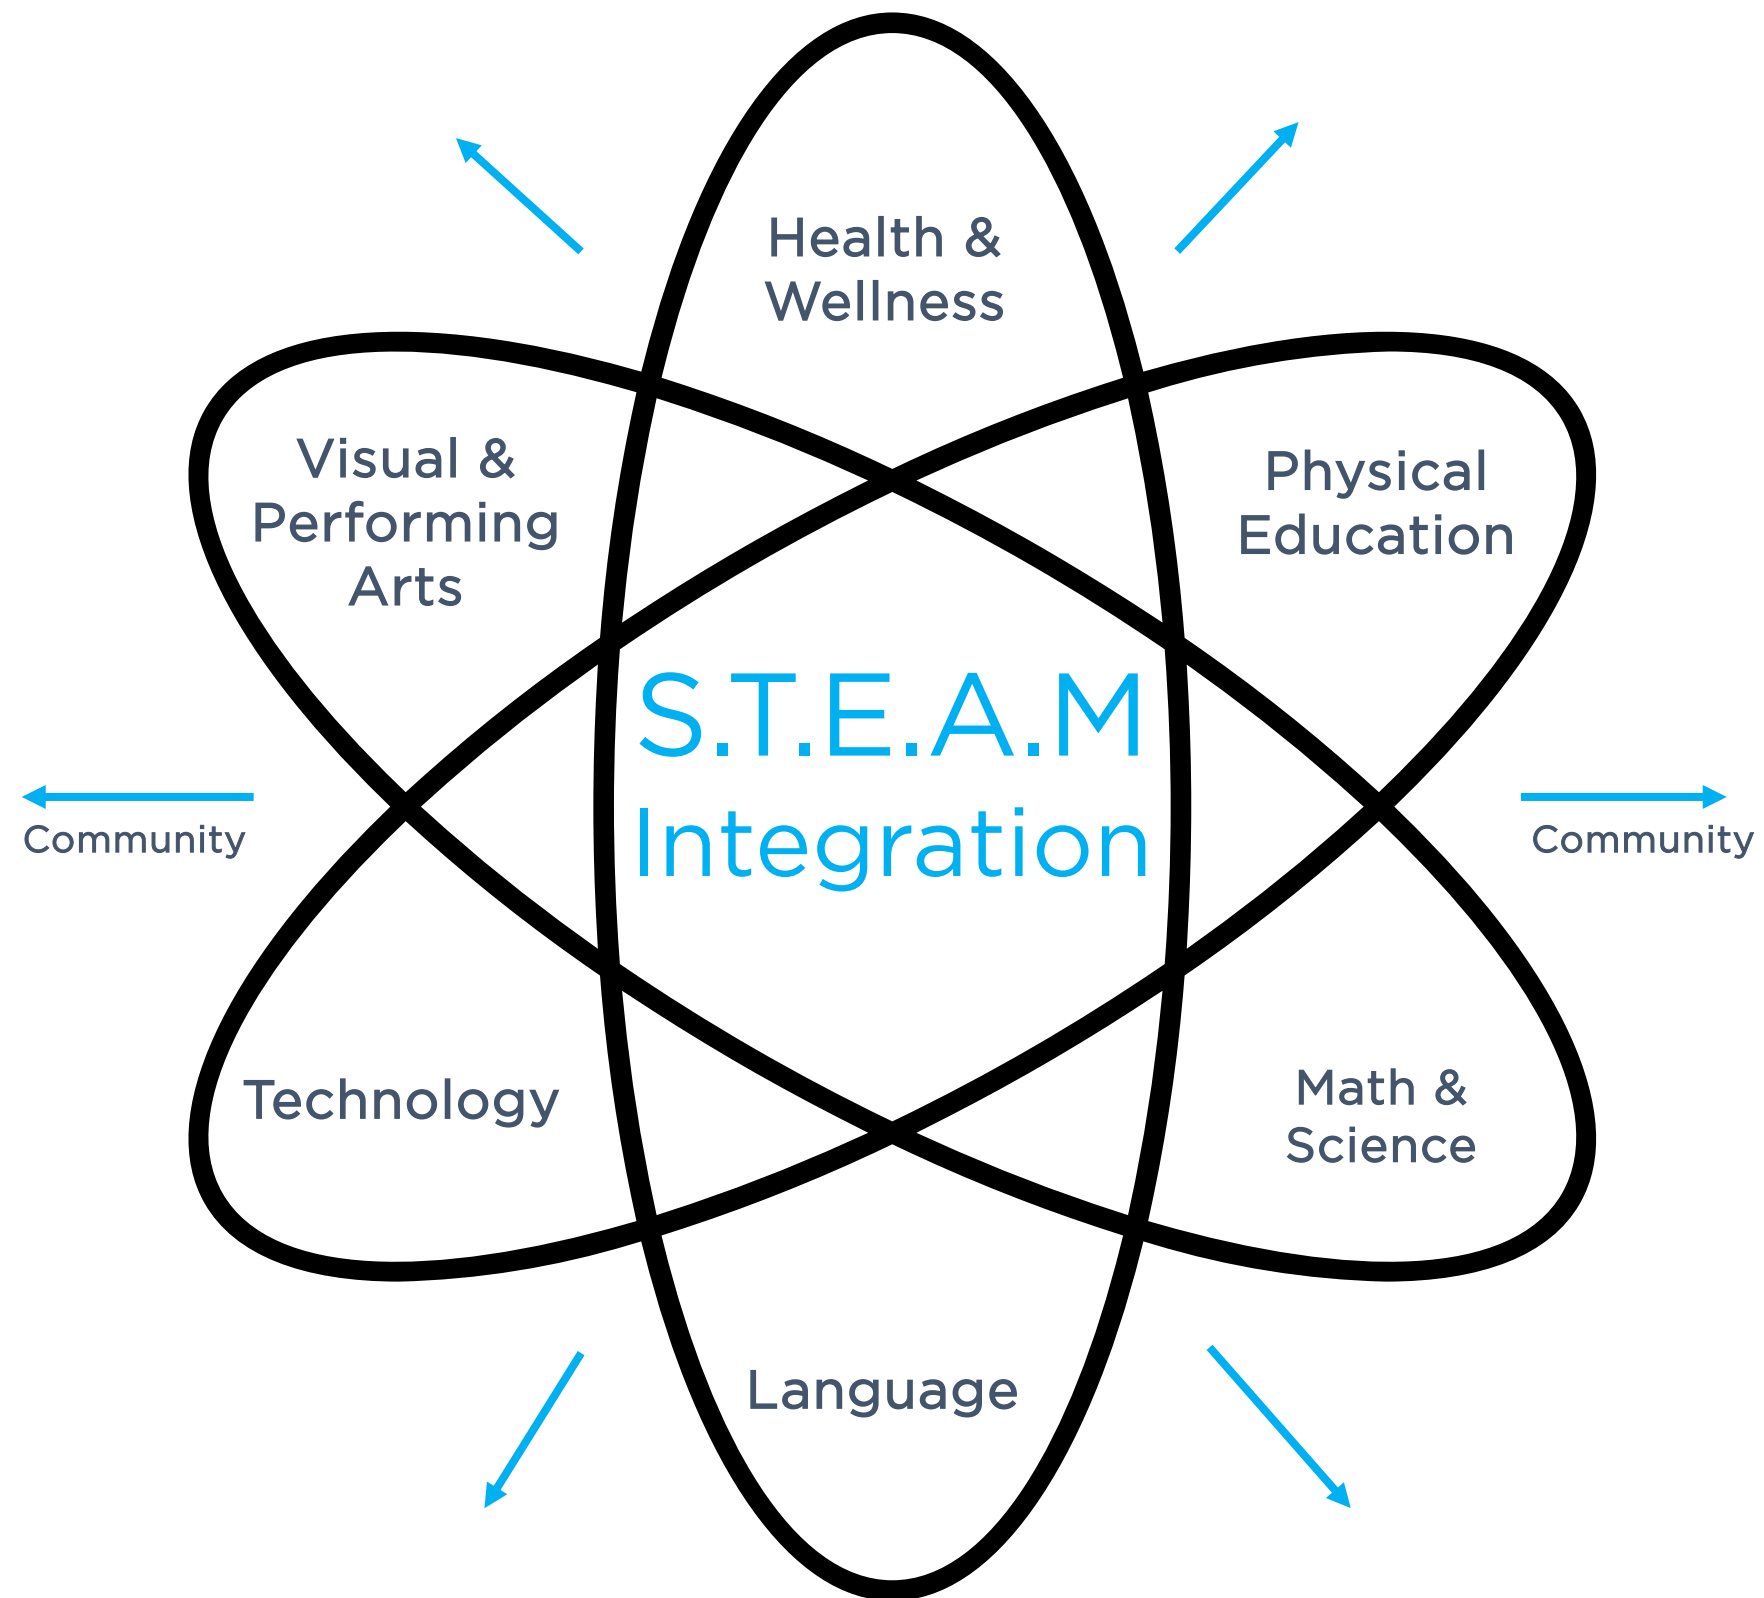 Health &
Wellness
Visual &
Performing
Arts
Physical
Education
S.T.E.A.M
Integration
Community
Community
Technology
Math &
Science
Language